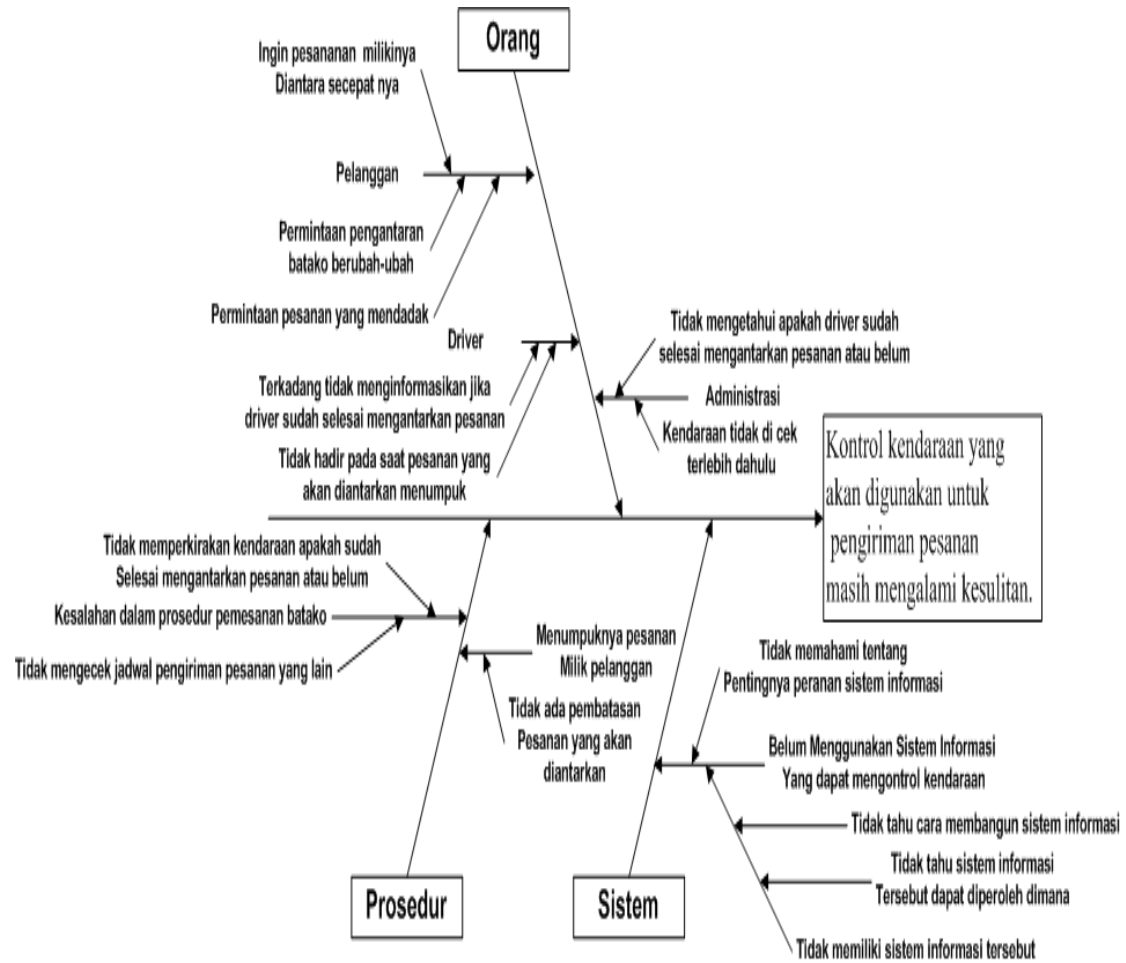 Orang
Ingin pesananan milikinya
Diantara secepat nya
Pelanggan
Permintaan pengantaran
batako berubah-ubah
Permintaan pesanan yang mendadak
Driver
Terkadang tidak menginformasikan jika
driver sudah selesai mengantarkan pesanan
Tidak hadir pada saat pesanan yang
akan diantarkan menumpuk
Tidak mengetahui apakah driver sudah
selesai mengantarkan pesanan atau belum
Administrasi
Kendaraan tidak di cek
terlebih dahulu
Kontrol kendaraan yang
akan digunakan untuk
pengiriman pesanan
masih mengalami kesulitan.
Tidak memperkirakan kendaraan apakah sudah
Selesai mengantarkan pesanan atau belum
Kesalahan dalam prosedur pemesanan batako
Tidak mengecek jadwal pengiriman pesanan yang lain
Menumpuknya pesanan
Milik pelanggan
Tidak ada pembatasan
Pesanan yang akan
diantarkan
Tidak memahami tentang
Pentingnya peranan sistem informasi
Belum Menggunakan Sistem Informasi
Yang dapat mengontrol kendaraan
Tidak tahu cara membangun sistem informasi
Tidak tahu sistem informasi
Tersebut dapat diperoleh dimana
Tidak memiliki sistem informasi tersebut
Prosedur
Sistem